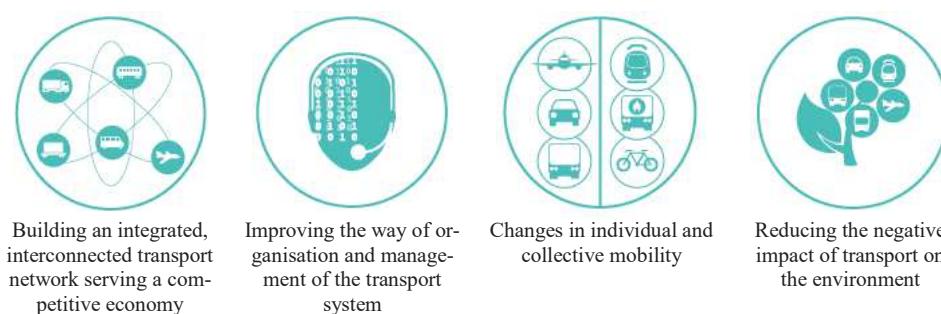 Building an integrated,
interconnected transport
network serving a com-
petitive economy
Improving the way of or-
ganisation and manage-
ment of the transport
system
Changes in individual and
collective mobility
Reducing the negative
impact of transport on
the environment